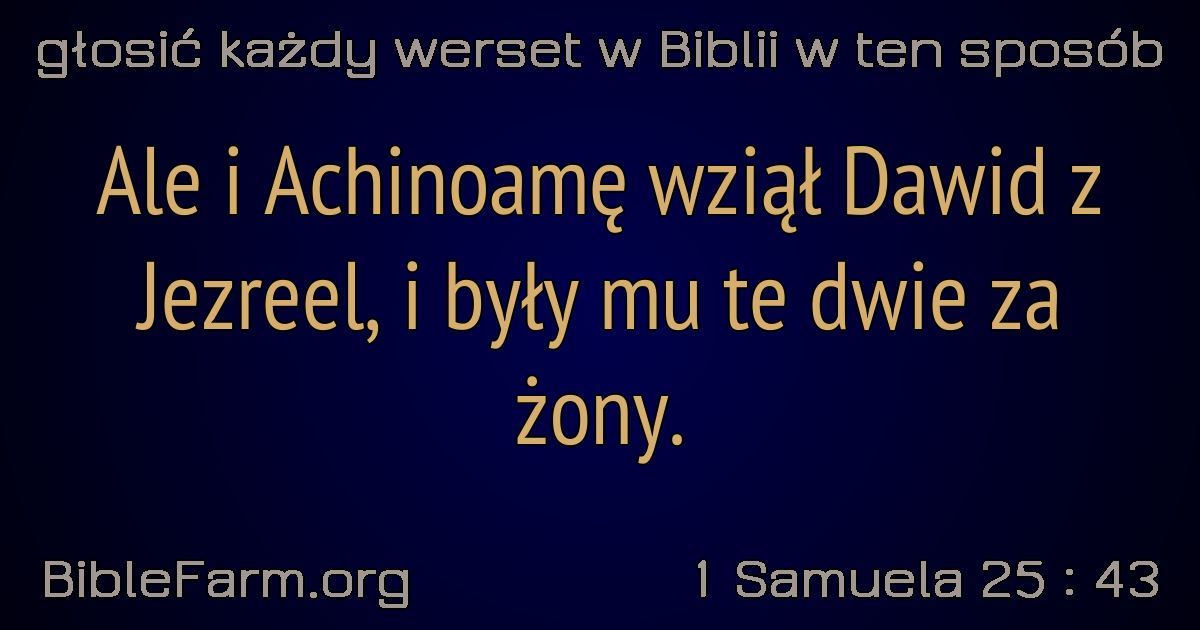 głosić każdy werset w Biblii w ten sposób
Ale i Achinoamę wziął Dawid z
Jezreel, i były mu te dwie za
żony.
BibleFarm.org
1 Samuela 25 : 43